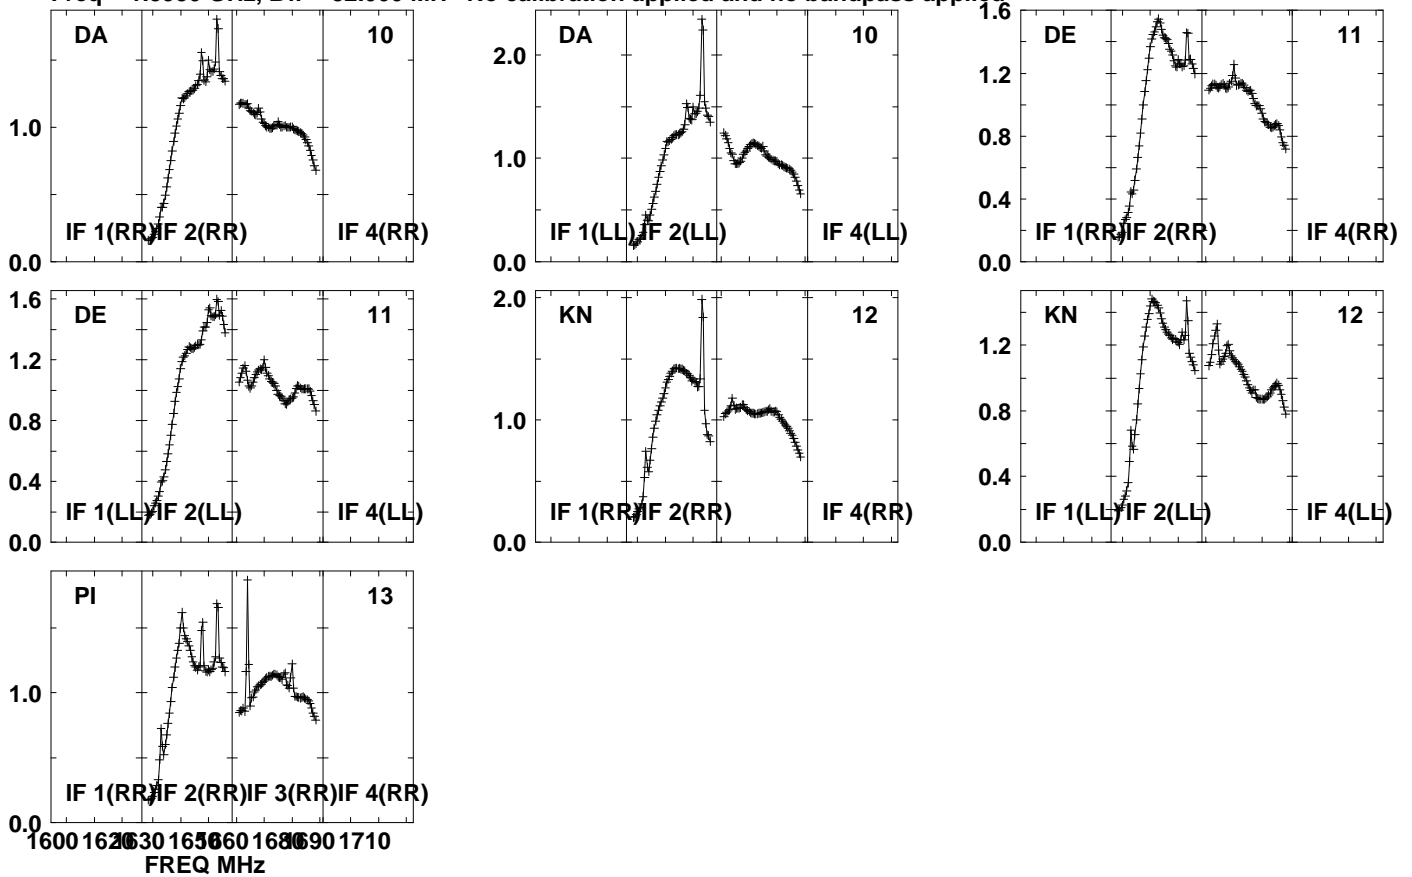 DA 10
1.0
0.0
IF 1(RR) IF 2(RR) IF 4(RR)
DA 10
2.0
1.0
0.0
IF 1(LL) IF 2(LL) IF 4(LL)
DE 11
1.6
1.2
0.8
0.4
0.0
IF 1(RR) IF 2(RR) IF 4(RR)
DE 11
1.6
1.2
0.8
0.4
0.0
IF 1(LL) IF 2(LL) IF 4(LL)
KN 12
2.0
1.0
0.0
IF 1(RR) IF 2(RR) IF 4(RR)
KN 12
1.2
0.8
0.4
0.0
IF 1(LL) IF 2(LL) IF 4(LL)
PI 13
1.0
0.0
IF 1(RR) IF 2(RR) IF 3(RR) IF 4(RR)
1600 1620 1630 1650 1660 1680 1690 1710
FREQ MHz